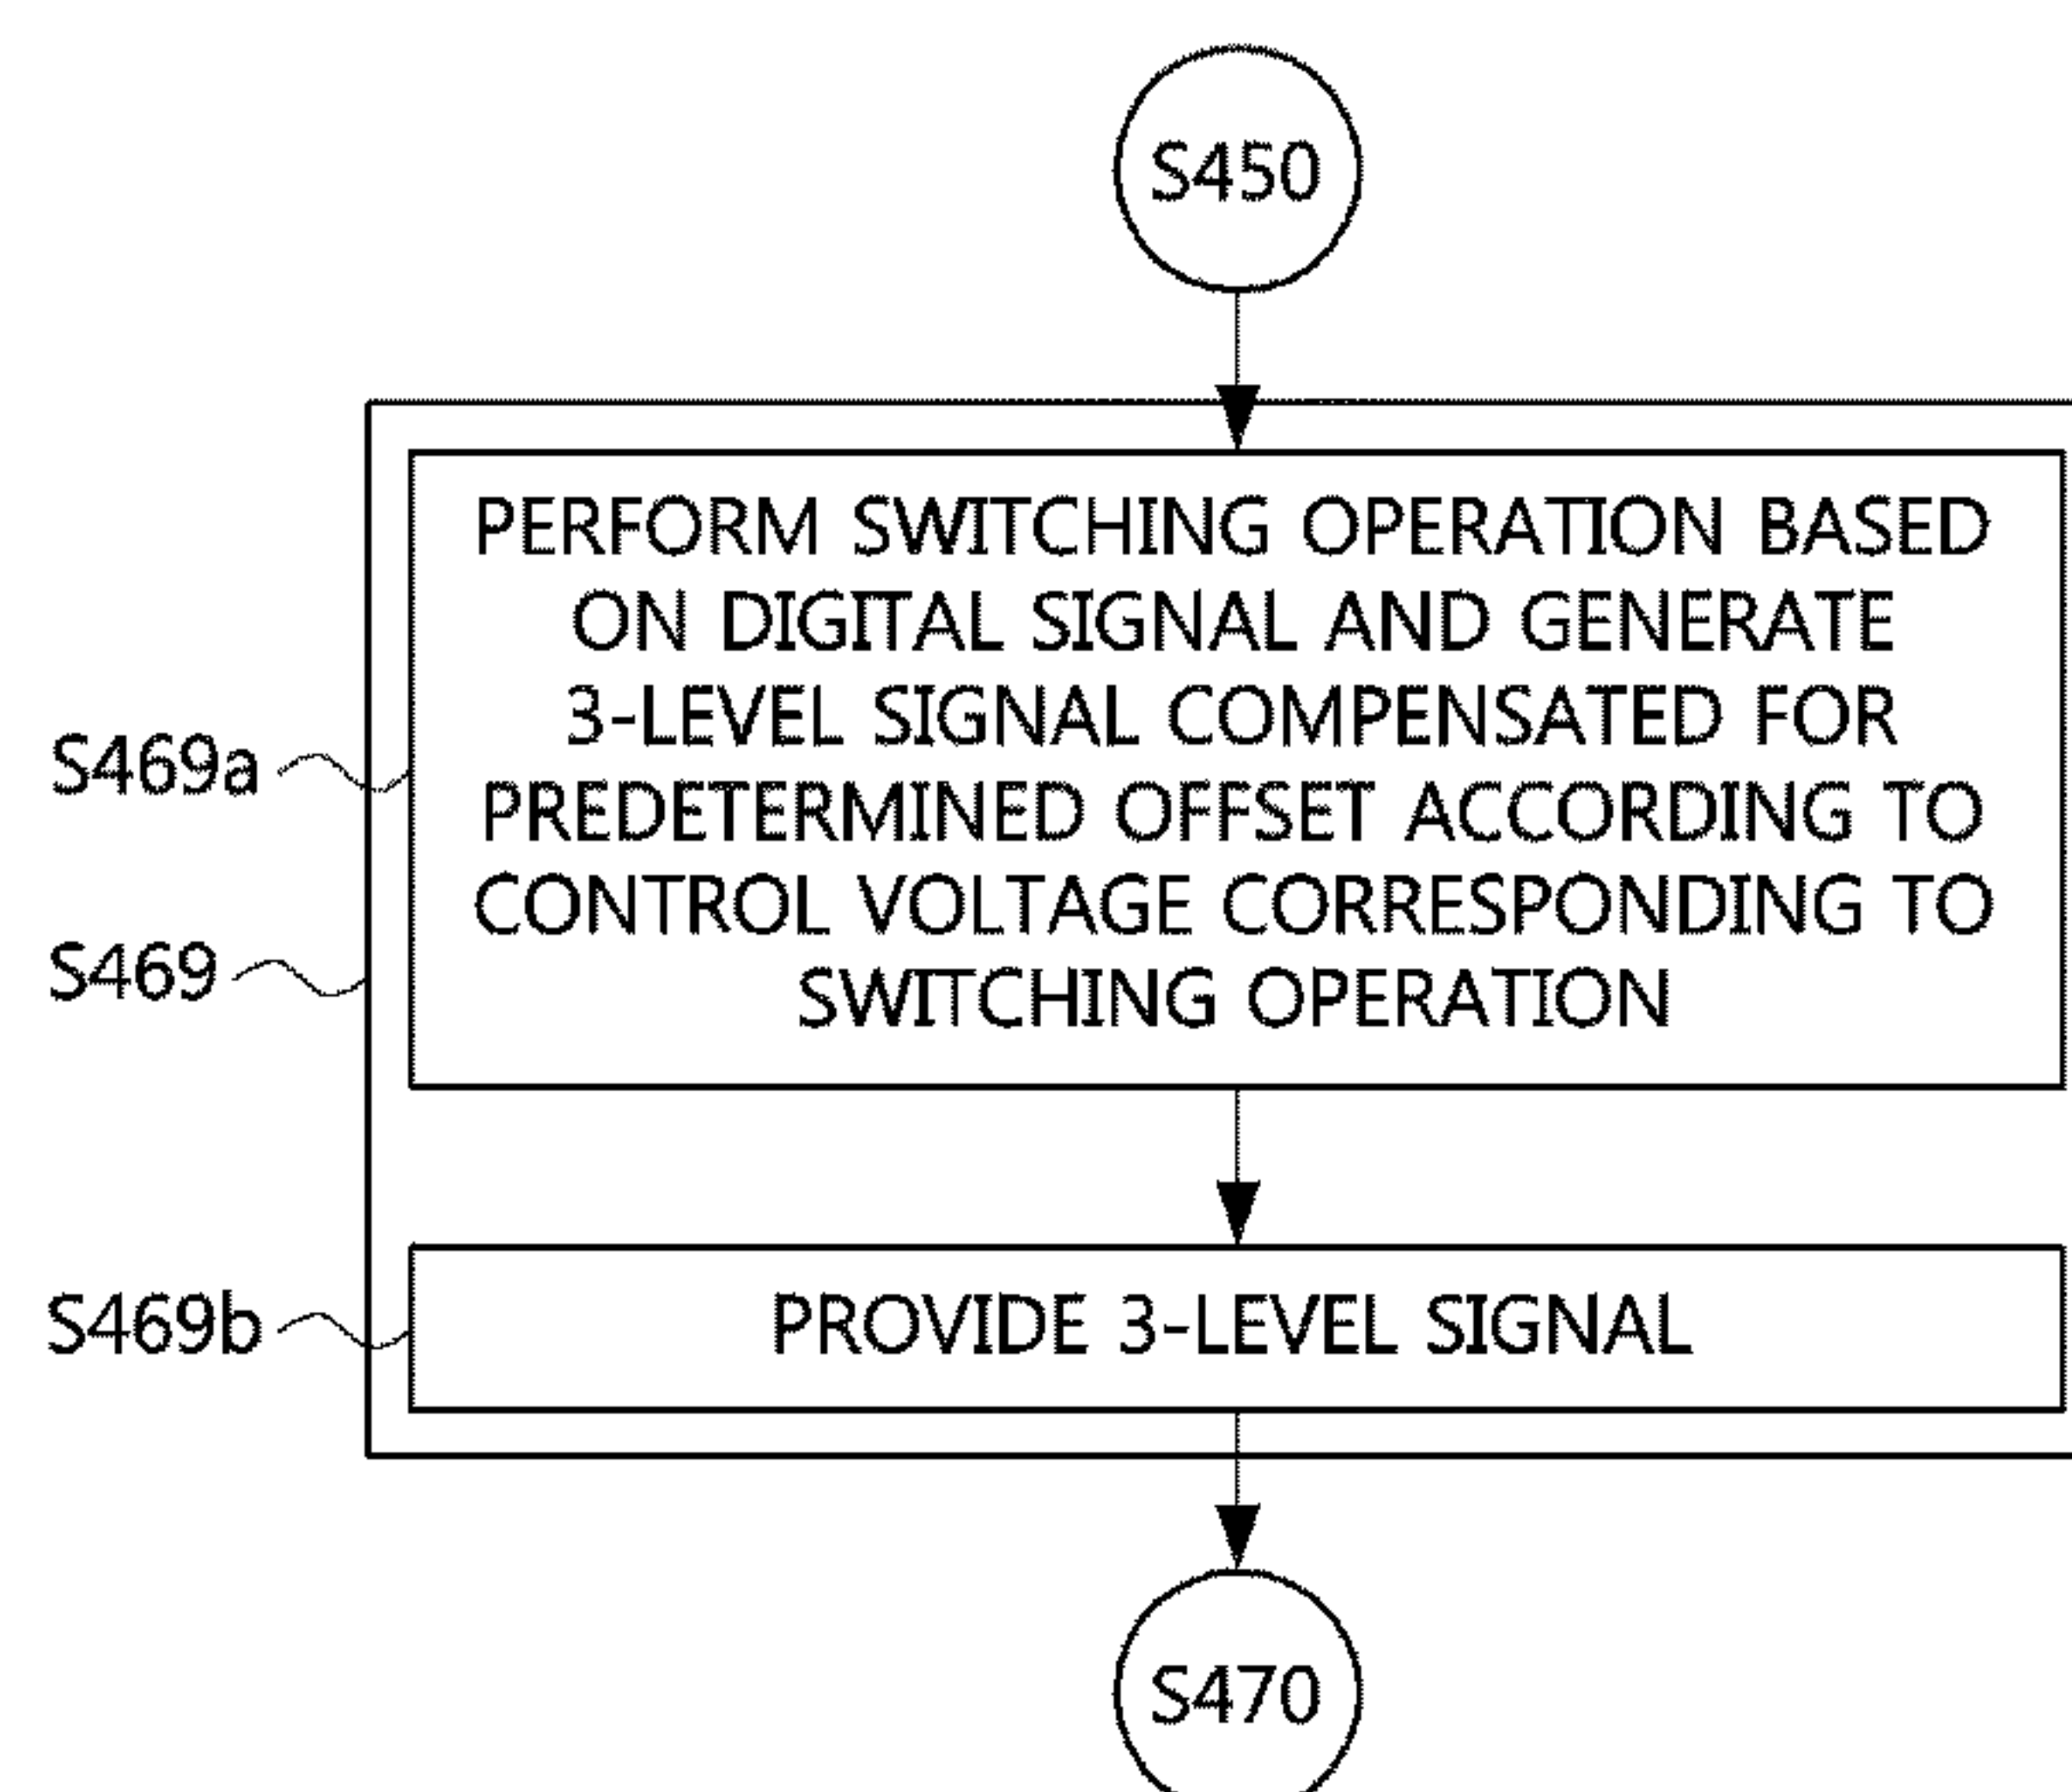 S450
PERFORM SWITCHING OPERATION BASED
ON DIGITAL SIGNAL AND GENERATE
3-LEVEL SIGNAL COMPENSATED FOR
PREDETERMINED OFFSET ACCORDING TO
CONTROL VOLTAGE CORRESPONDING TO
SWITCHING OPERATION
S469a
S469
S469b
PROVIDE 3-LEVEL SIGNAL
S470